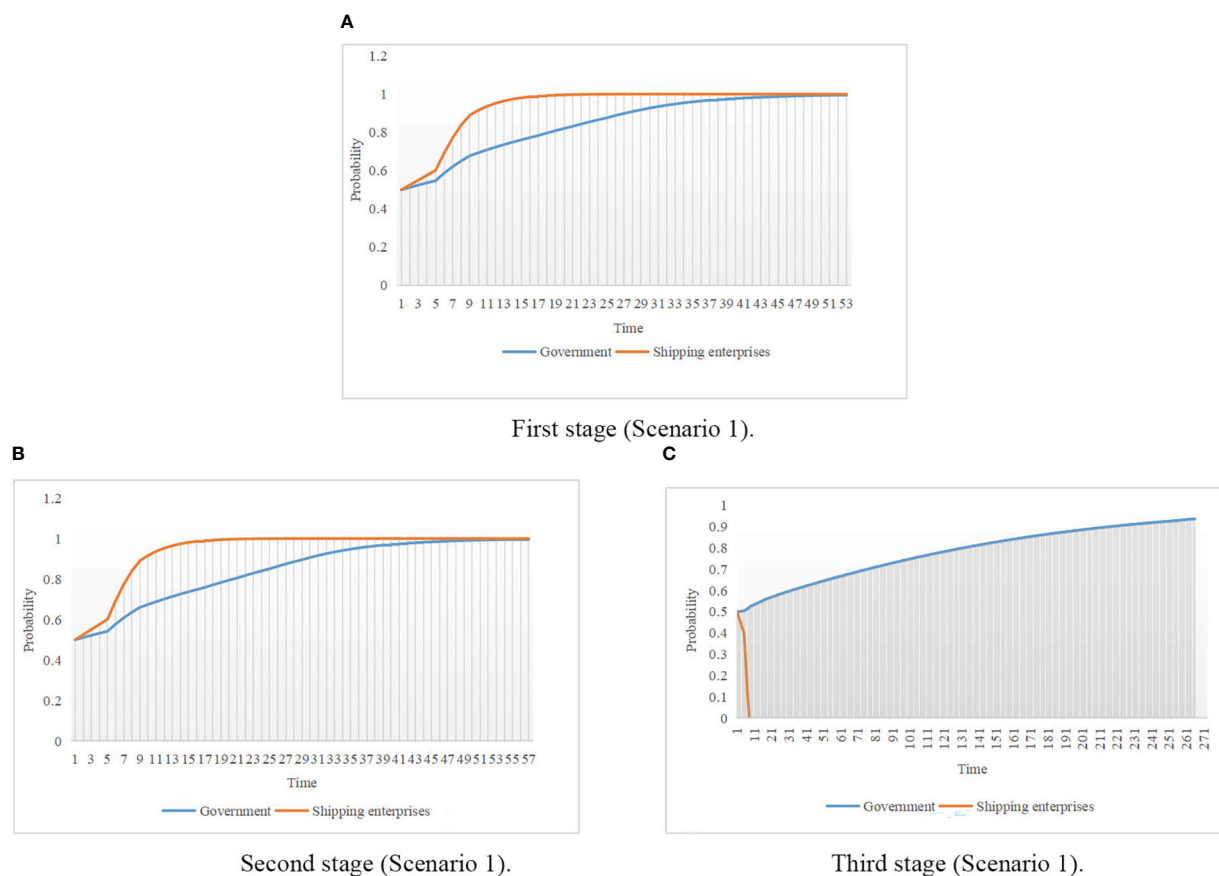 A
1.2
1
0.8
0.6
0.4
0.2
0
Probability
1 3 5 7 9 11 13 15 17 19 21 23 25 27 29 31 33 35 37 39 41 43 45 47 49 51 53
Time
Government Shipping enterprises
First stage (Scenario 1).
B
1.2
1
0.8
0.6
0.4
0.2
0
Probability
1 3 5 7 9 11 13 15 17 19 21 23 25 27 29 31 33 35 37 39 41 43 45 47 49 51 53 55 57
Time
Government Shipping enterprises
Second stage (Scenario 1).
C
1
0.9
0.8
0.7
0.6
0.5
0.4
0.3
0.2
0.1
0
Probability
1 11 21 31 41 51 61 71 81 91 101 111 121 131 141 151 161 171 181 191 201 211 221 231 241 251 261 271
Time
Government Shipping enterprises
Third stage (Scenario 1).